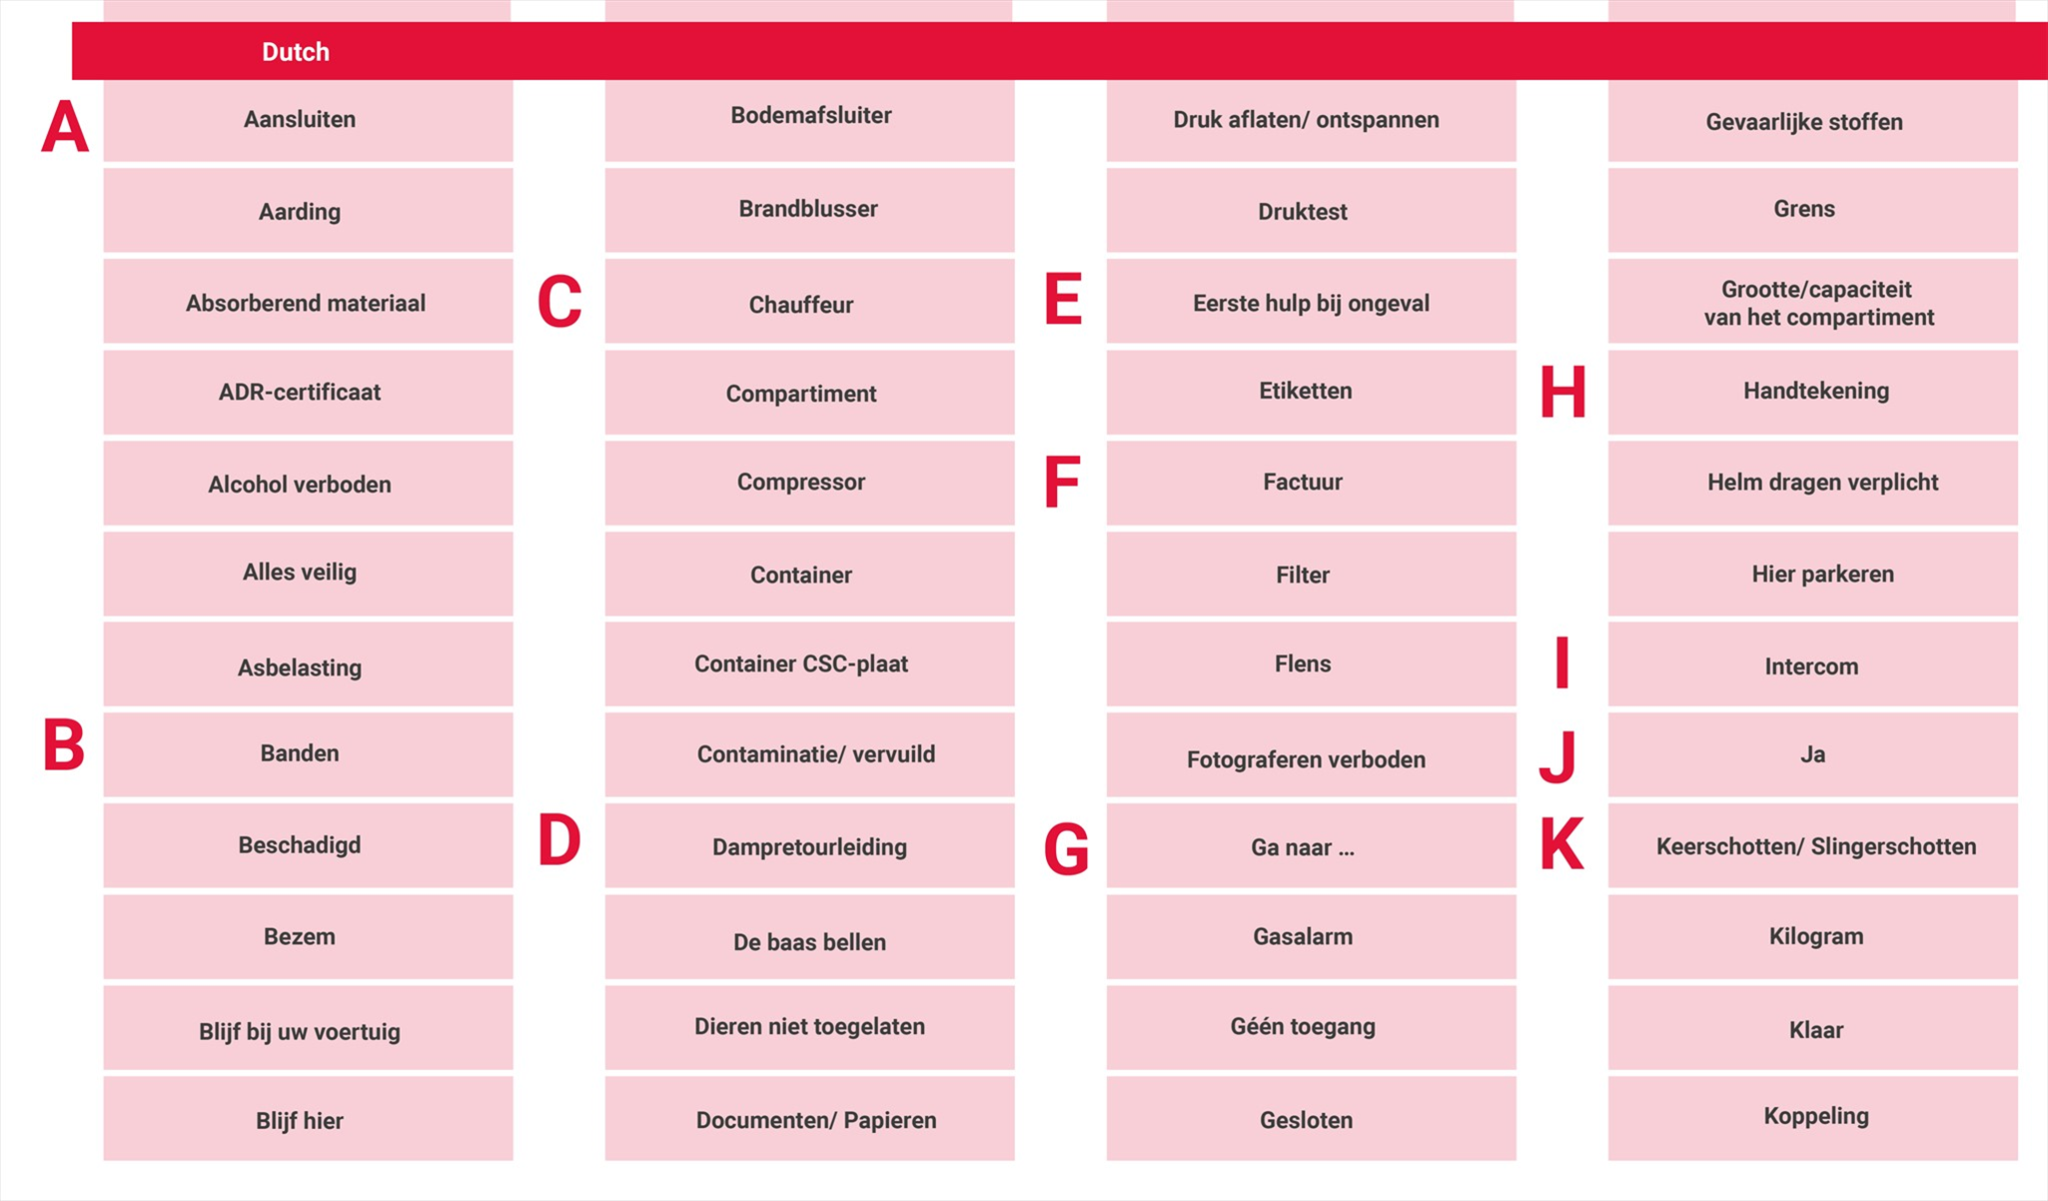 Dutch
A
Aansluiten
Aarding
Absorberend materiaal
ADR-certificaat
Alcohol verboden
Alles veilig
Asbelasting
B
Banden
Beschadigd
Bezem
Blijf bij uw voertuig
Blijf hier
Bodemafsluiter
Brandblusser
C
Chauffeur
Compartiment
Compressor
Container
Container CSC-plaat
Contaminatie/ vervuild
D
Dampretourleiding
De baas bellen
Dieren niet toegelaten
Documenten/ Papieren
Druk aflaten/ ontspannen
Druktest
E
Eerste hulp bij ongeval
Etiketten
F
Factuur
Filter
Flens
Fotograferen verboden
G
Ga naar ...
Gasalarm
Géén toegang
Gesloten
Gevaarlijke stoffen
Grens
Grootte/capaciteit
van het compartiment
H
Handtekening
Helm dragen verplicht
Hier parkeren
I
Intercom
J
Ja
K
Keerschotten/ Slingerschotten
Kilogram
Klaar
Koppeling